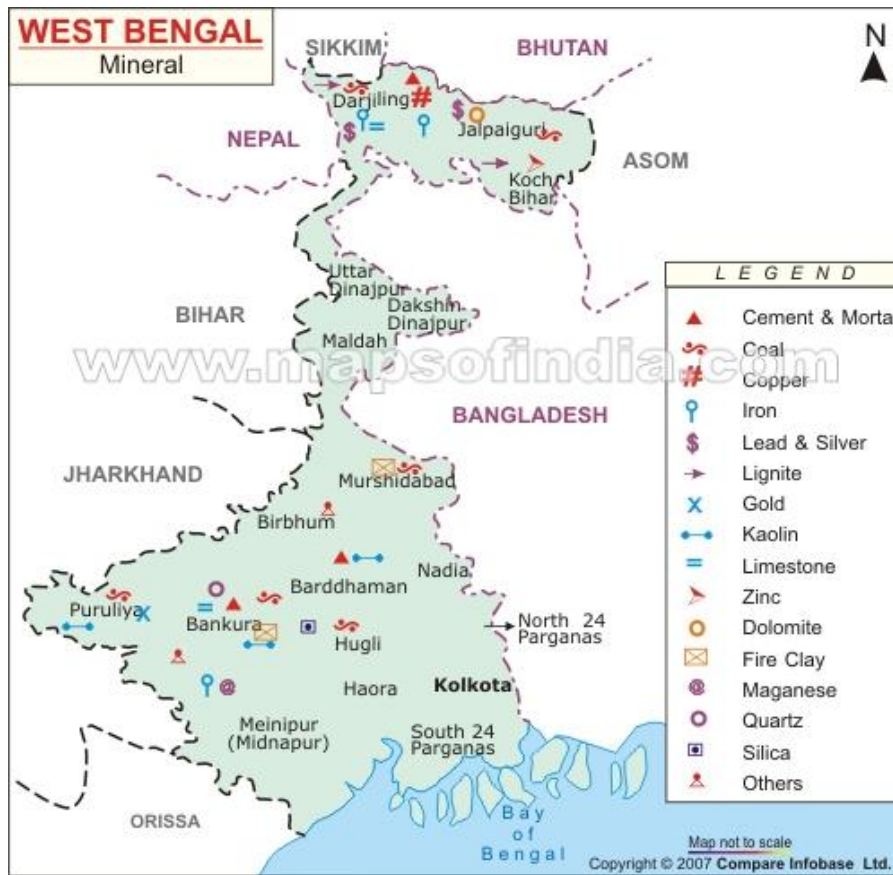 WEST BENGAL
Mineral
SIKKIM
BHUTAN
N
Darjiling
Jalpaiguri
NEPAL
ASOM
Koch
Bihar
Uttar
Dinajpur
Dakshin
Dinajpur
BIHAR
Maldah
www.mapsofindia.com
BANGLADESH
JHARKHAND
Murshidabad
Birbhum
Nadia
Barddhaman
Puruliya
Bankura
Hugli
North 24
Parganas
Haora
Kolkota
Meinipur
(Midnapur)
South 24
Parganas
ORISSA
Bay
of
Bengal
LEGEND
Cement & Morta
Coal
Copper
Iron
Lead & Silver
Lignite
Gold
Kaolin
Limestone
Zinc
Dolomite
Fire Clay
Maganese
Quartz
Silica
Others
Map not to scale
Copyright © 2007 Compare Infobase Ltd.